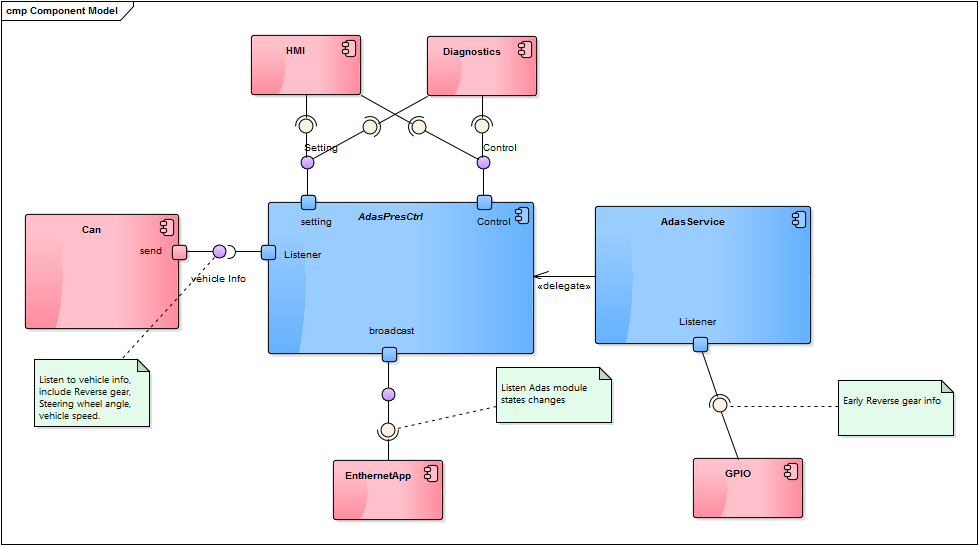 cmp Component Model
HMI
Diagnostics
Setting
Control
Can
send
vehicle Info
AdasPresCtrl
setting
Control
Listener
broadcast
AdasService
«delegate»
Listener
Listen to vehicle info,
include Reverse gear,
Steering wheel angle,
vehicle speed.
Listen Adas module
states changes
Early Reverse gear info
EnthernetApp
GPIO